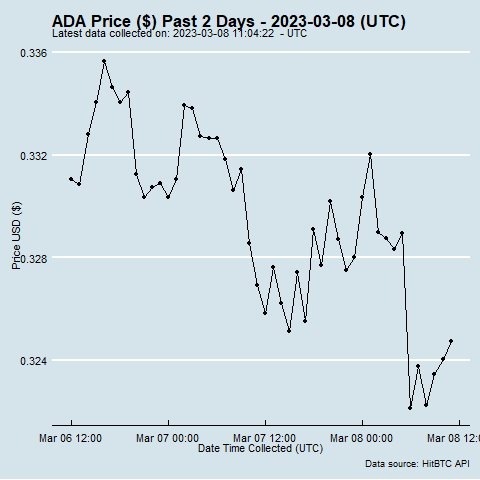 ADA Price ($) Past 2 Days - 2023-03-08 (UTC)
Latest data collected on: 2023-03-08 11:04:22 - UTC
0.336
0.332
0.328
0.324
Price USD ($)
Mar 06 12:00 Mar 07 00:00 Mar 07 12:00 Mar 08 00:00 Mar 08 12:
Date Time Collected (UTC)
Data source: HitBTC API